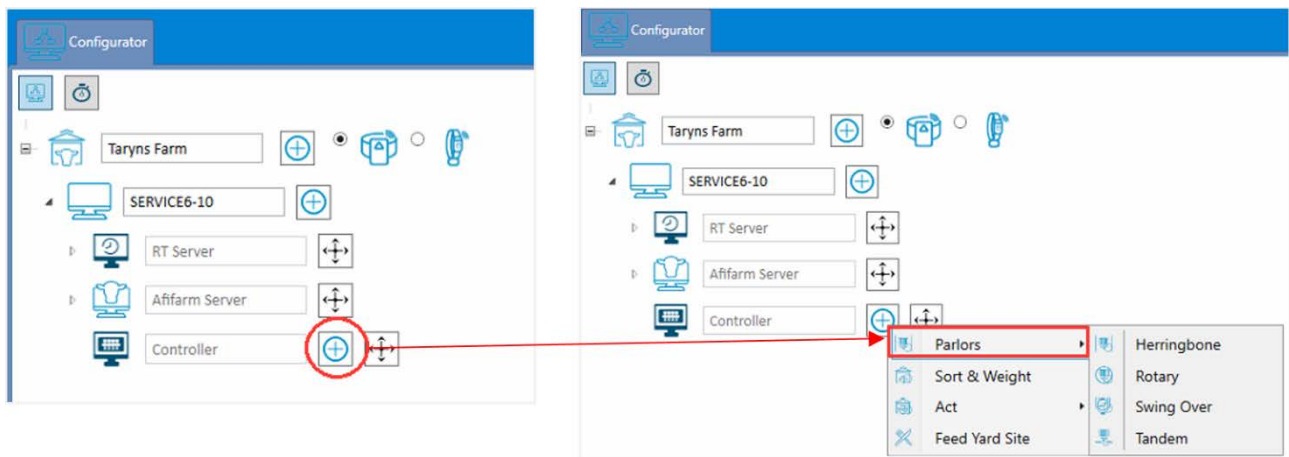 Configurator
Taryns Farm
SERVICE6-10
RT Server
Afifarm Server
Controller
Configurator
Taryns Farm
SERVICE6-10
RT Server
Afifarm Server
Controller
Parlors
Sort & Weight
Act
Feed Yard Site
Herringbone
Rotary
Swing Over
Tandem